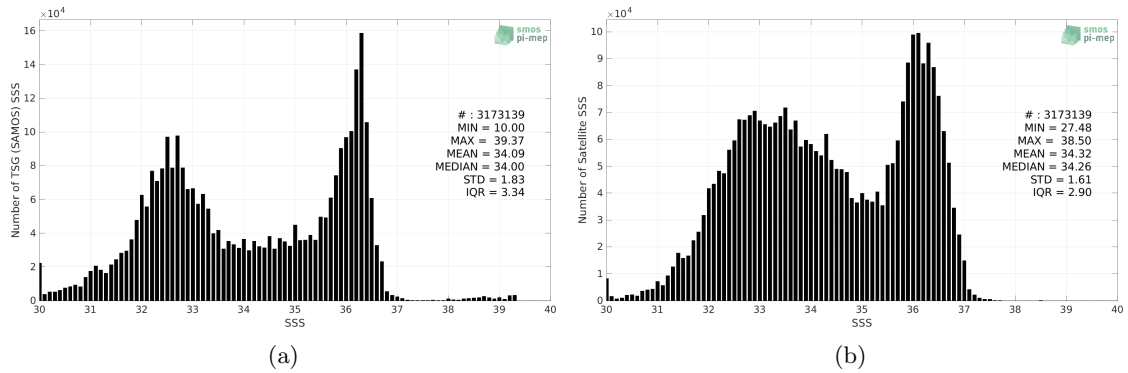 ×10⁴
16
14
12
10
8
6
4
2
0
Number of TSG (SAMOS) SSS
30 31 32 33 34 35 36 37 38 39 40
SSS
smos
pi-mep
# : 3173139
MIN = 10.00
MAX = 39.37
MEAN = 34.09
MEDIAN = 34.00
STD = 1.83
IQR = 3.34
(a)
×10⁴
10
9
8
7
6
5
4
3
2
1
0
Number of Satellite SSS
30 31 32 33 34 35 36 37 38 39 40
SSS
smos
pi-mep
# : 3173139
MIN = 27.48
MAX = 38.50
MEAN = 34.32
MEDIAN = 34.26
STD = 1.61
IQR = 2.90
(b)